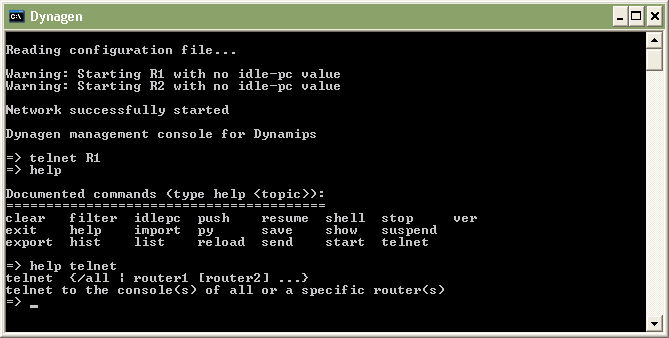 Dynagen
Reading configuration file...
Warning: Starting R1 with no idle-pc value
Warning: Starting R2 with no idle-pc value
Network successfully started
Dynagen management console for Dynamips
=> telnet R1
=> help
Documented commands (type help <topic>):
========================================
clear   filter  idlepc  push    resume  shell  stop     ver
exit    help    import  py      save    show   suspend
export  hist    list    reload  send    start  telnet
=> help telnet
telnet  {/all | router1 [router2] ...}
telnet to the console(s) of all or a specific router(s)
=> _